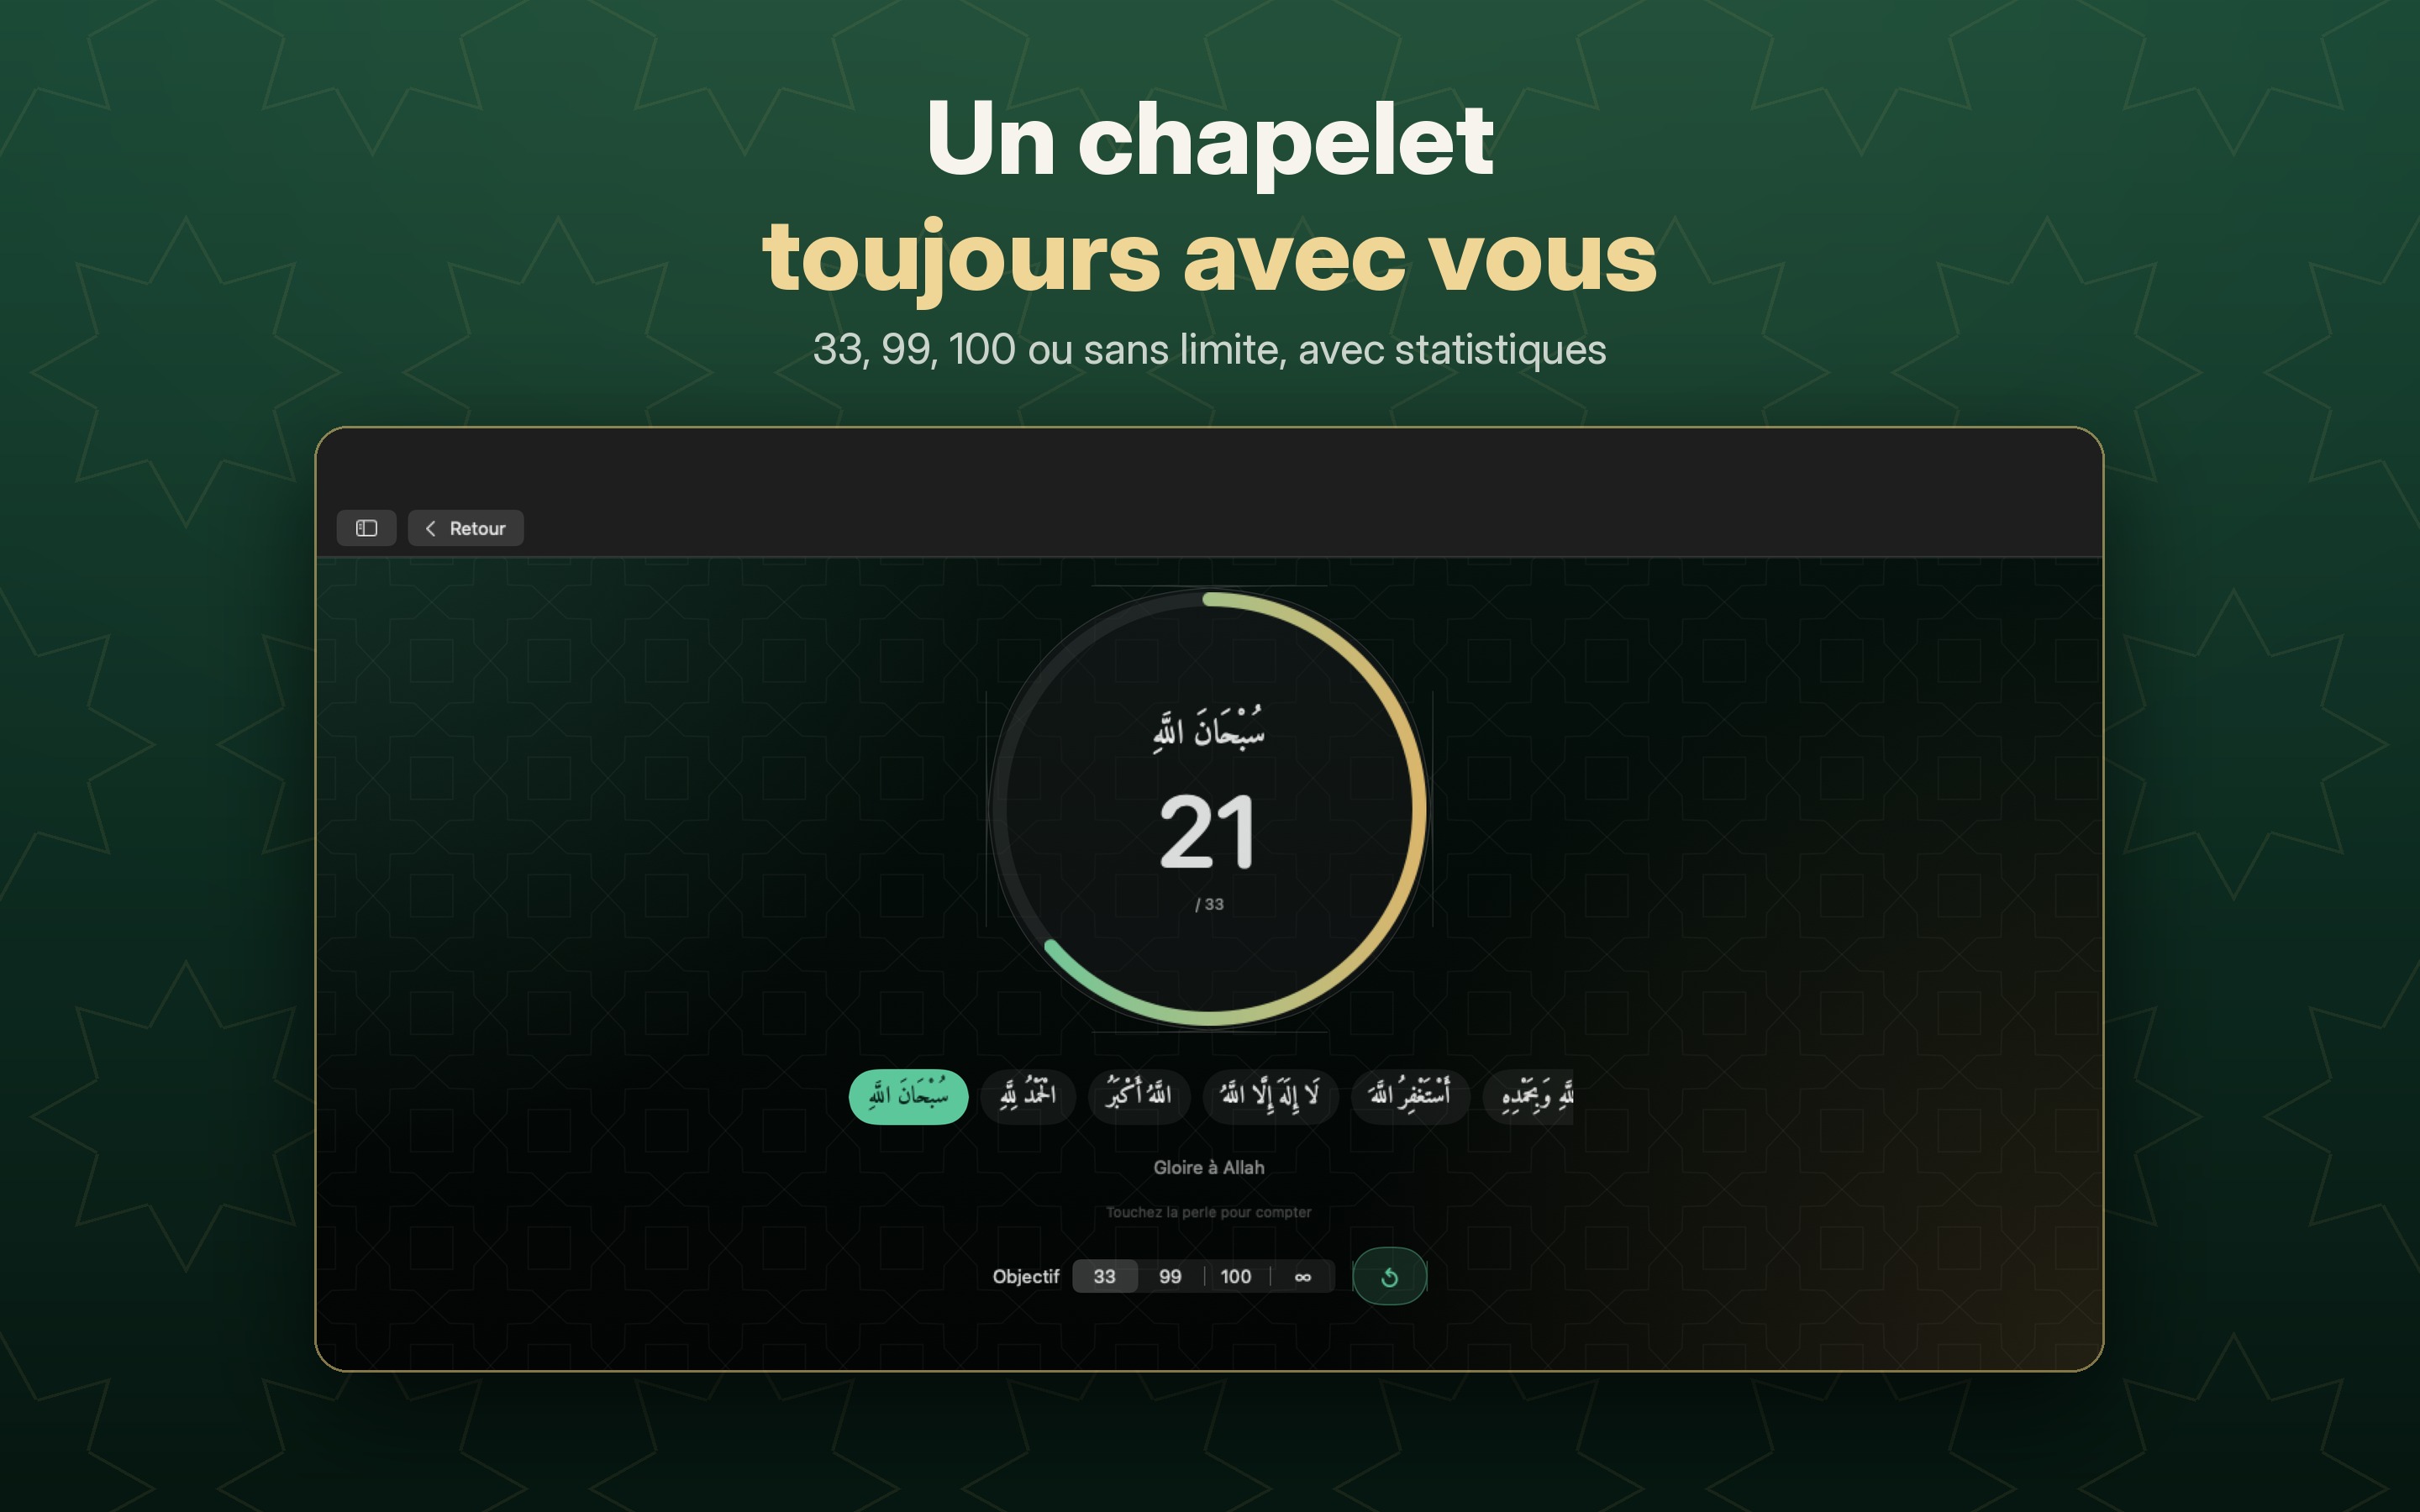 Un chapelet
toujours avec vous
33, 99, 100 ou sans limite, avec statistiques
Retour
سُبْحَانَ اللَّهِ
21
/ 33
سُبْحَانَ اللَّهِ الْحَمْدُ لِلَّهِ اللَّهُ أَكْبَرُ لَا إِلَهَ إِلَّا اللَّهُ أَسْتَغْفِرُ اللَّهَ وَبِحَمْدِهِ
Gloire à Allah
Touchez la perle pour compter
Objectif 33 99 100 ∞